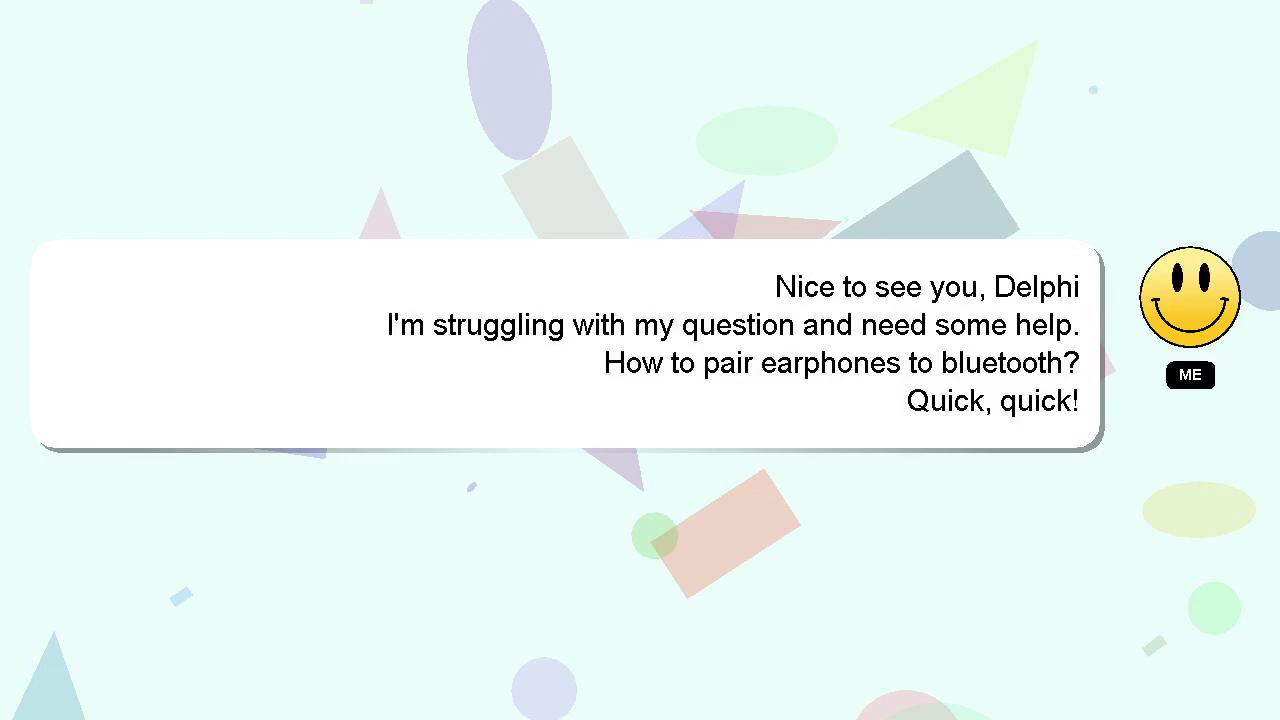 Nice to see you, Delphi
I'm struggling with my question and need some help.
How to pair earphones to bluetooth?
Quick, quick!
ME